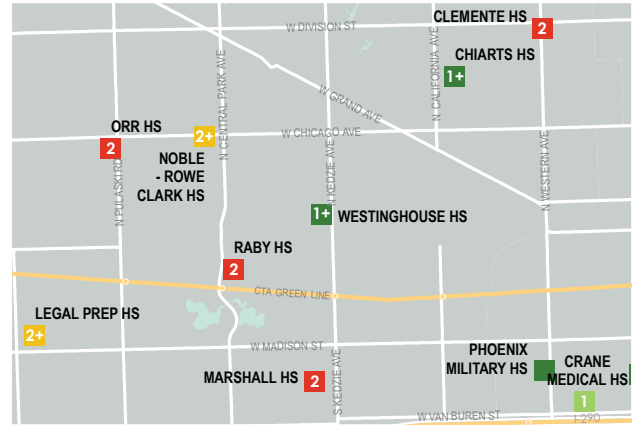 CLEMENTE HS
2
W DIVISION ST
CHIARTS HS
1+
N CALIFORNIA AVE
N CENTRAL PARK AVE
W GRAND AVE
ORR HS
2
2+
W CHICAGO AVE
NOBLE
- ROWE
CLARK HS
N PULASKI RD
N KEDZIE AVE
N WESTERN AVE
1+
WESTINGHOUSE HS
RABY HS
2
CTA GREEN LINE
LEGAL PREP HS
2+
W MADISON ST
PHOENIX
MILITARY HS
CRANE
MEDICAL HS
MARSHALL HS
2
S KEDZIE AVE
1
W VAN BUREN ST
I-290